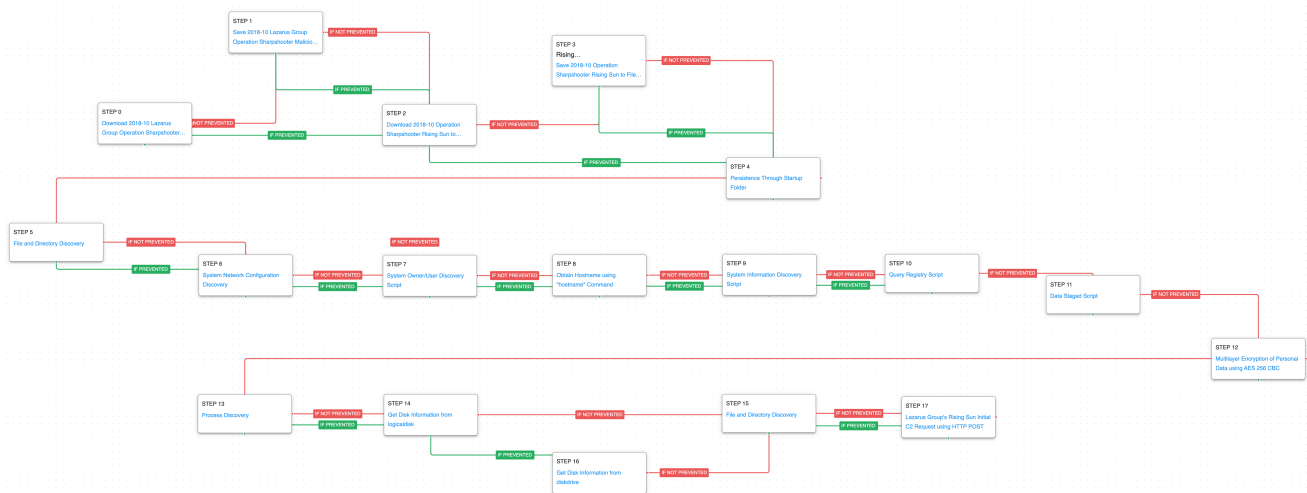 STEP 1
Save 2018-10 Lazarus Group
Operation Sharpshooter Malicio...
IF NOT PREVENTED
IF PREVENTED
STEP 3
Rising...
Save 2018-10 Operation
Sharpshooter Rising Sun to File...
IF NOT PREVENTED
IF PREVENTED
STEP 0
Download 2018-10 Lazarus
Group Operation Sharpshooter...
IF NOT PREVENTED
IF PREVENTED
STEP 2
Download 2018-10 Operation
Sharpshooter Rising Sun to...
IF NOT PREVENTED
IF PREVENTED
STEP 4
Persistence Through Startup
Folder
STEP 5
File and Directory Discovery
IF NOT PREVENTED
IF PREVENTED
IF NOT PREVENTED
STEP 6
System Network Configuration
Discovery
IF NOT PREVENTED
IF PREVENTED
STEP 7
System Owner/User Discovery
Script
IF NOT PREVENTED
IF PREVENTED
STEP 8
Obtain Hostname using
"hostname" Command
IF NOT PREVENTED
IF PREVENTED
STEP 9
System Information Discovery
Script
IF NOT PREVENTED
IF PREVENTED
STEP 10
Query Registry Script
IF NOT PREVENTED
STEP 11
Data Staged Script
IF NOT PREVENTED
STEP 12
Multilayer Encryption of Personal
Data using AES 256 CBC
STEP 13
Process Discovery
IF NOT PREVENTED
IF PREVENTED
STEP 14
Get Disk Information from
logicaldisk
IF NOT PREVENTED
IF PREVENTED
STEP 15
File and Directory Discovery
IF NOT PREVENTED
IF PREVENTED
STEP 17
Lazarus Group's Rising Sun Initial
C2 Request using HTTP POST
STEP 16
Get Disk Information from
diskdrive
IF NOT PREVENTED